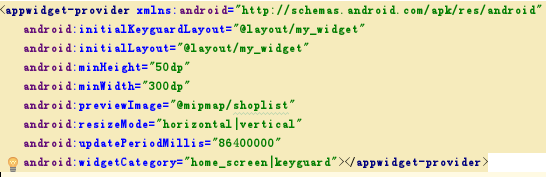 <appwidget-provider xmlns:android="http://schemas.android.com/apk/res/android"
android:initialKeyguardLayout="@layout/my_widget"
android:initialLayout="@layout/my_widget"
android:minHeight="50dp"
android:minWidth="300dp"
android:previewImage="@mipmap/shoplist"
android:resizeMode="horizontal|vertical"
android:updatePeriodMillis="86400000"
android:widgetCategory="home_screen|keyguard"></appwidget-provider>